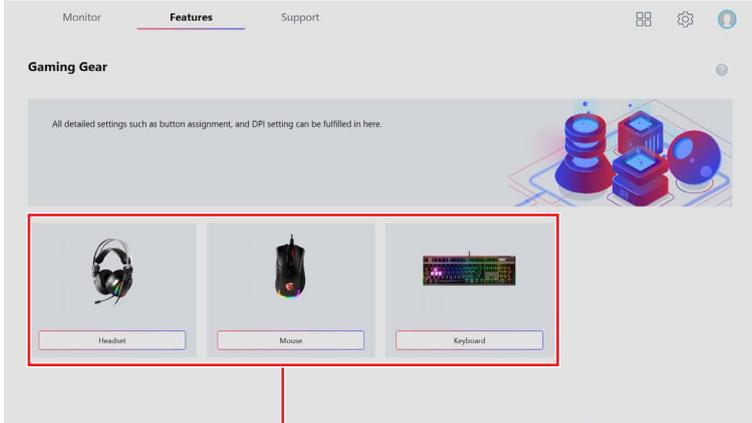 Monitor Features Support
Gaming Gear
All detailed settings such as button assignment, and DPI setting can be fulfilled in here.
Headset Mouse Keyboard